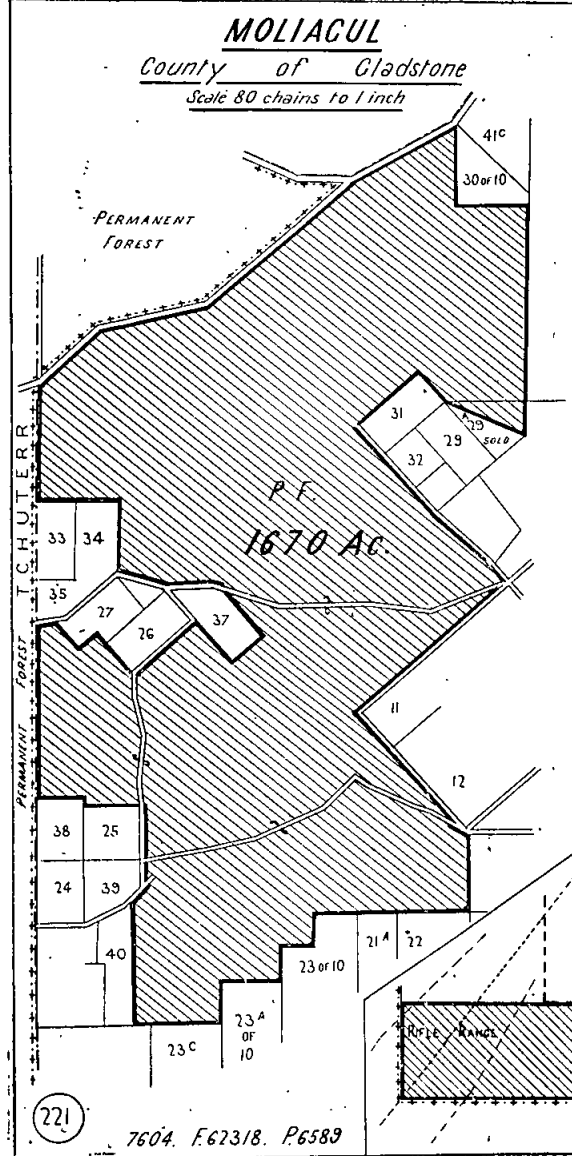 MOLIACUL
County of Gladstone
Scale 80 chains to 1 inch
41C
30 OF 10
PERMANENT
FOREST
31
29
A29
SOLD
32
P.F.
1670 Ac.
TCHUTERR
33
34
35
27
26
37
PERMANENT FOREST
11
12
38
25
24
39
40
21A
22
23 OF 10
23A
OF
10
23C
RIFLE RANGE
221
7604. F.62318. P.6589